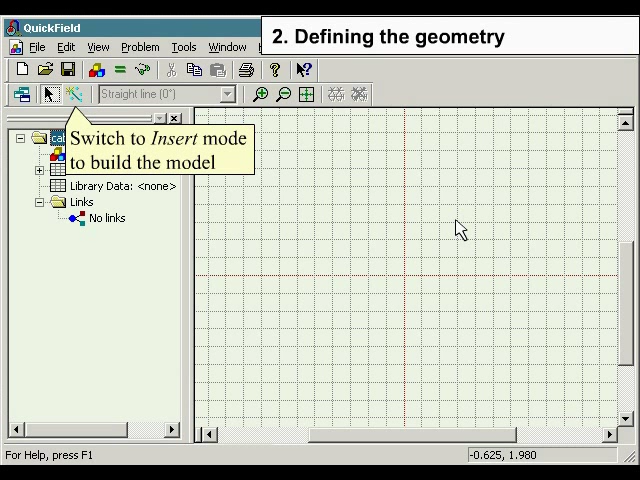 QuickField
2. Defining the geometry
File Edit View Problem Tools Window
Straight line (0°)
Switch to Insert mode
to build the model
Library Data: <none>
Links
No links
For Help, press F1
-0.625, 1.980